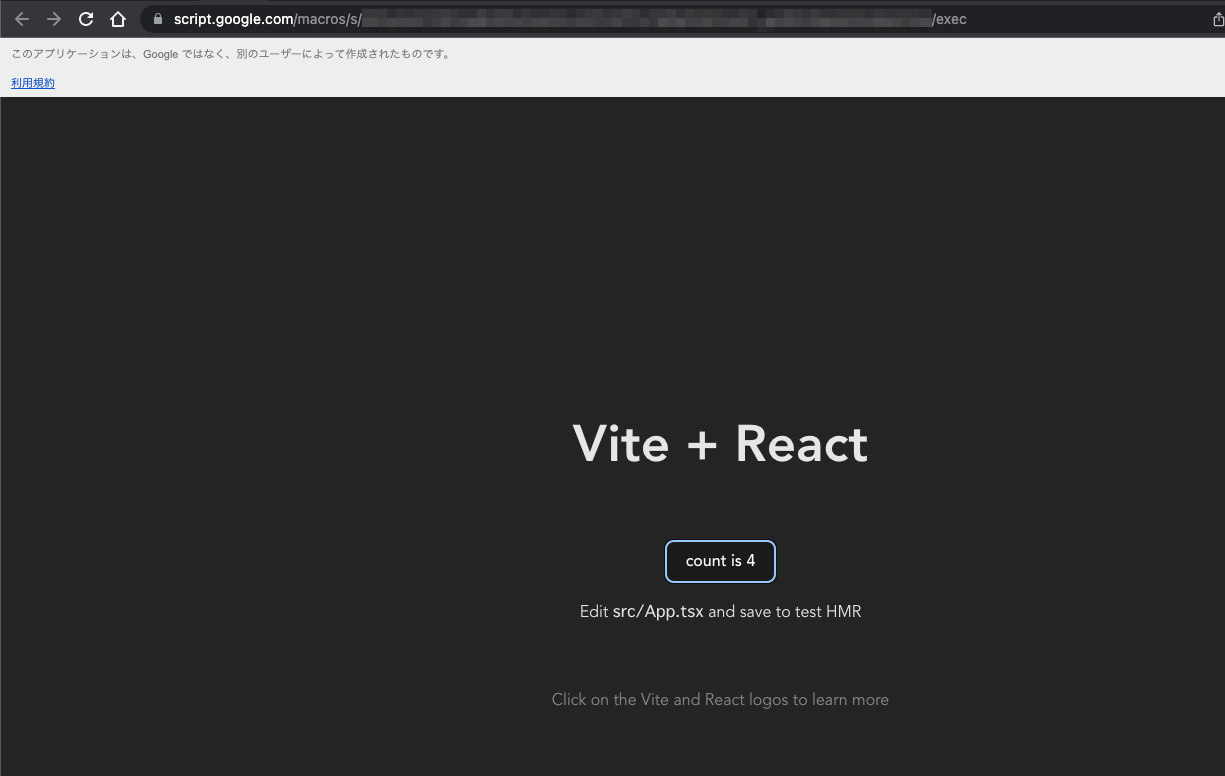 script.google.com/macros/s/ /exec
このアプリケーションは、Google ではなく、別のユーザーによって作成されたものです。
利用規約
Vite + React
count is 4
Edit src/App.tsx and save to test HMR
Click on the Vite and React logos to learn more